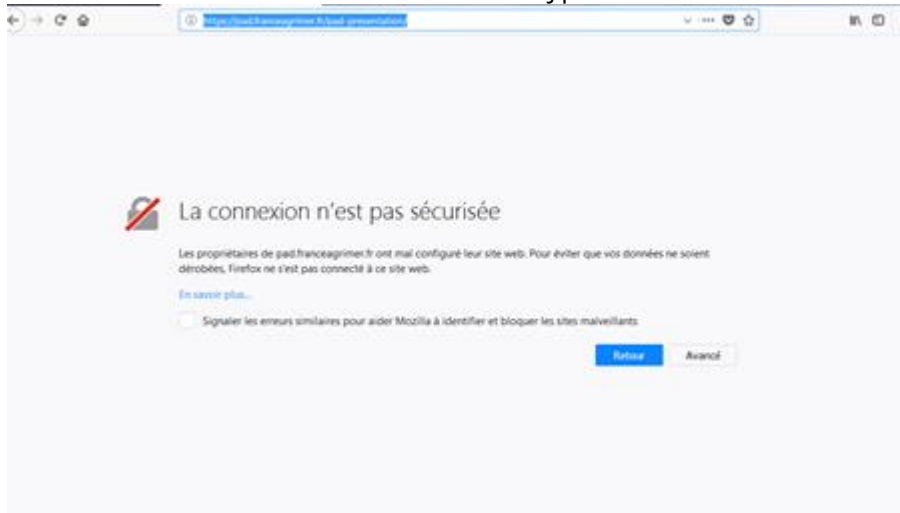 https://pad.franceagrimer.fr/pad-presentation/
La connexion n'est pas sécurisée
Les propriétaires de pad.franceagrimer.fr ont mal configuré leur site web. Pour éviter que vos données ne soient
dérobées, Firefox ne s'est pas connecté à ce site web.
En savoir plus...
Signaler les erreurs similaires pour aider Mozilla à identifier et bloquer les sites malveillants
Retour Avancé